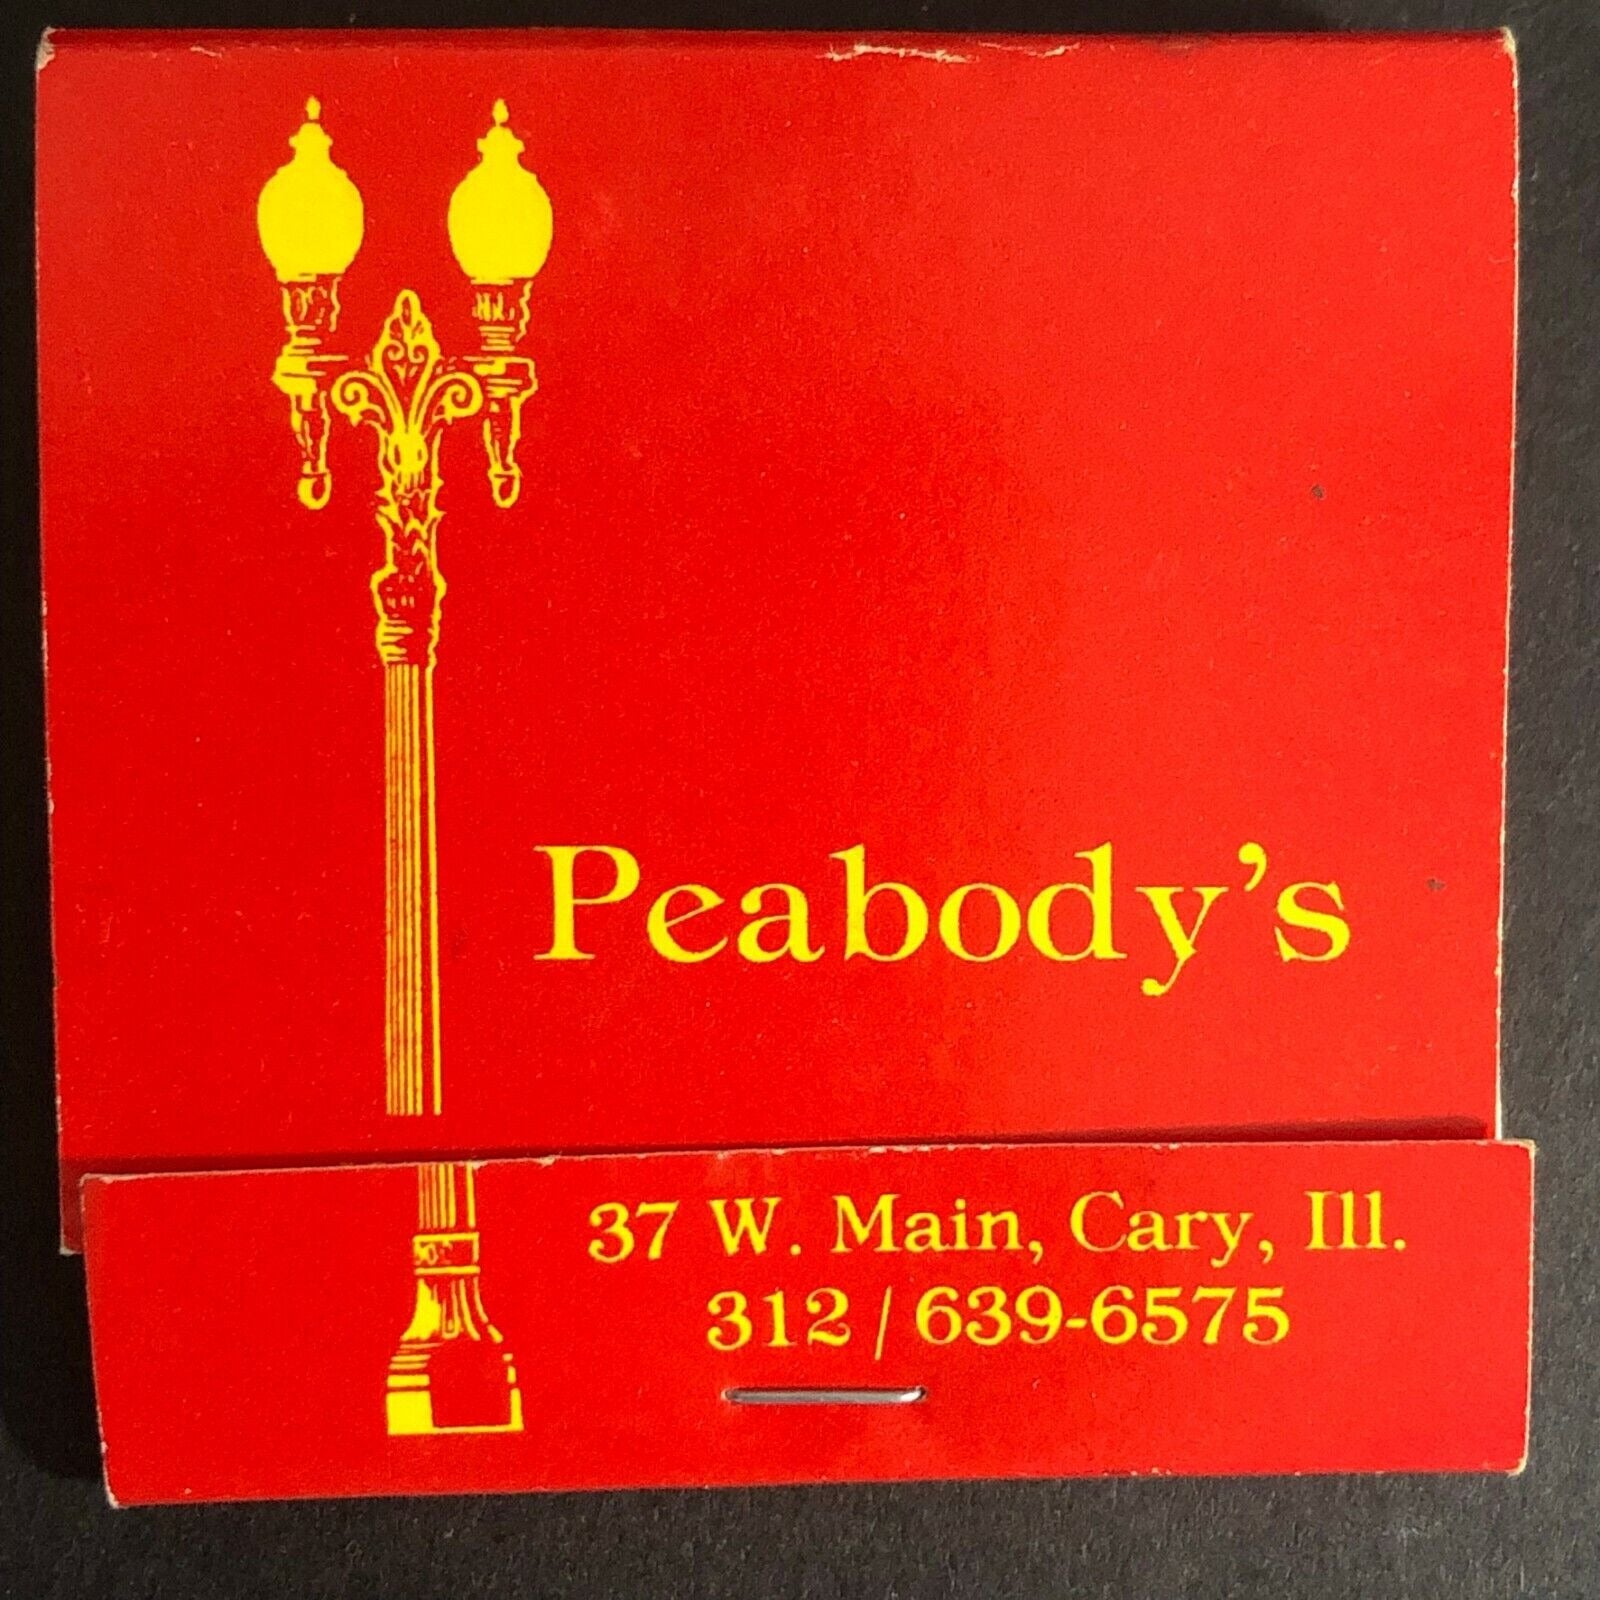 Peabody's
37 W. Main, Cary, Ill.
312 / 639-6575